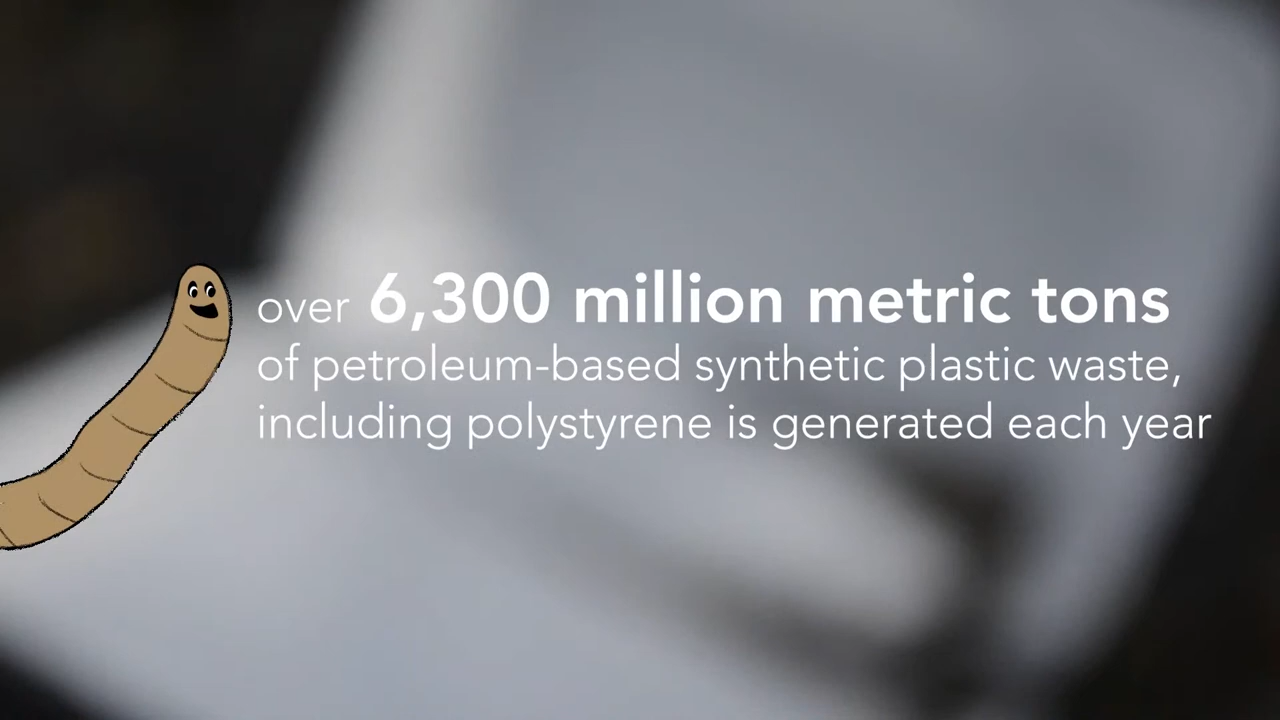 over 6,300 million metric tons
of petroleum-based synthetic plastic waste,
including polystyrene is generated each year